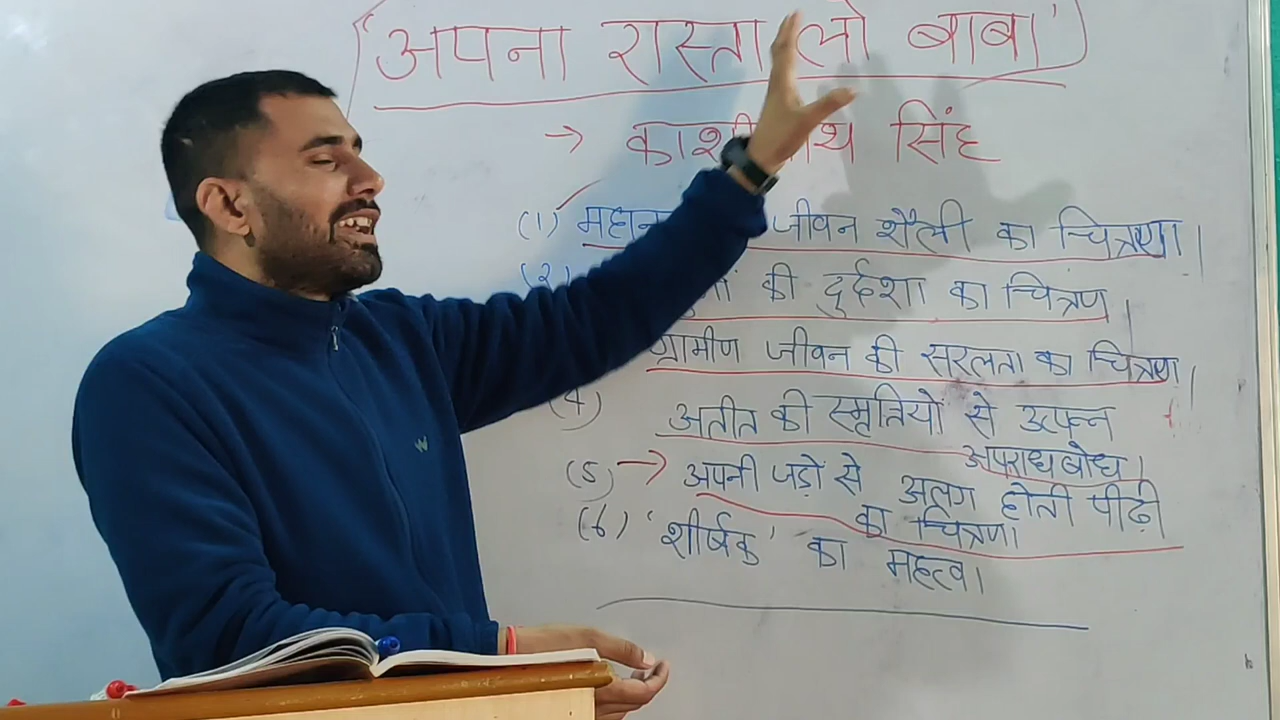 'अपना रास्ता लो बाबा'
→ सिंह
(1) जीवन शैली का चित्रण।
(2) की दुर्दशा का चित्रण।
ग्रामीण जीवन की सरलता का चित्रण।
(4) अतीत की स्मृतियों से उत्पन्न
अपराधबोध।
(5) → अपनी जड़ों से अलग होती पीढ़ी
का चित्रण।
(6) 'शीर्षक' का महत्व।
W